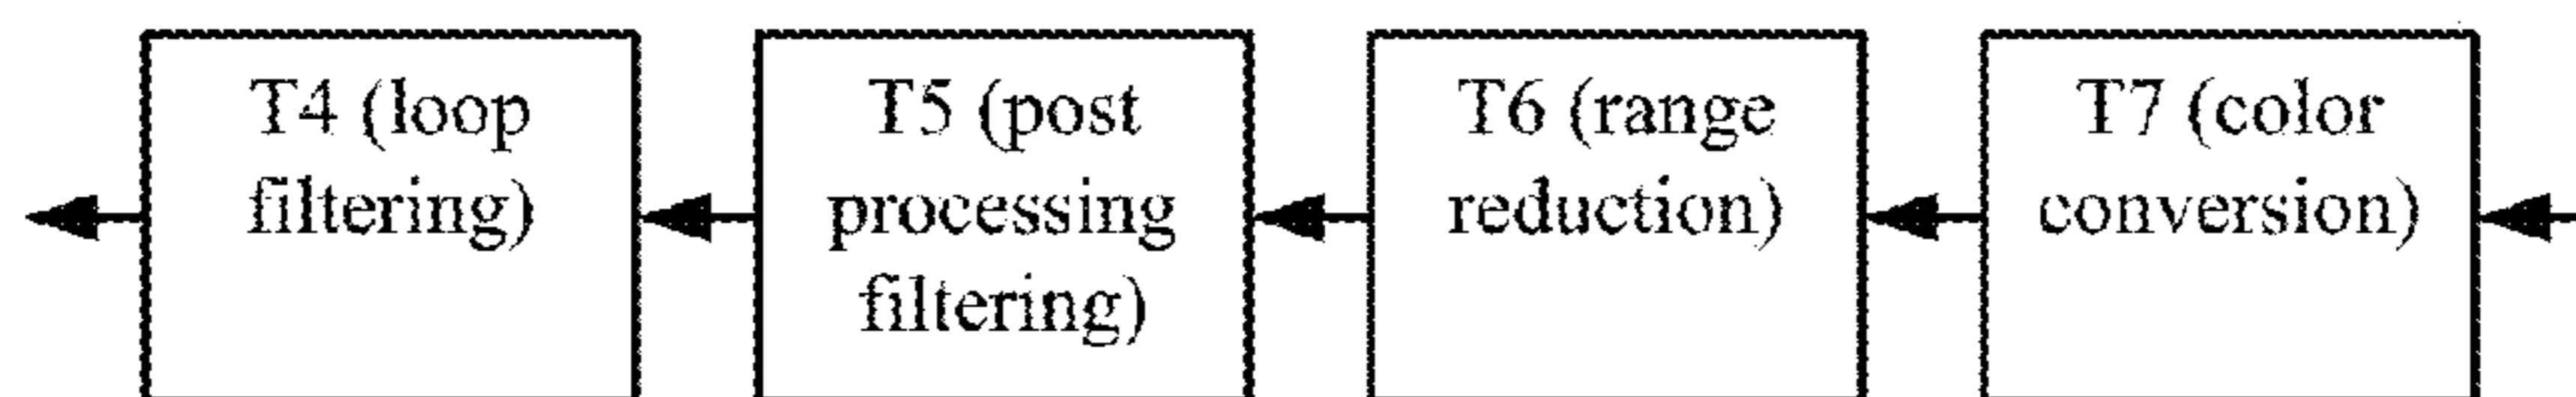 T4 (loop
filtering)
T5 (post
processing
filtering)
T6 (range
reduction)
T7 (color
conversion)